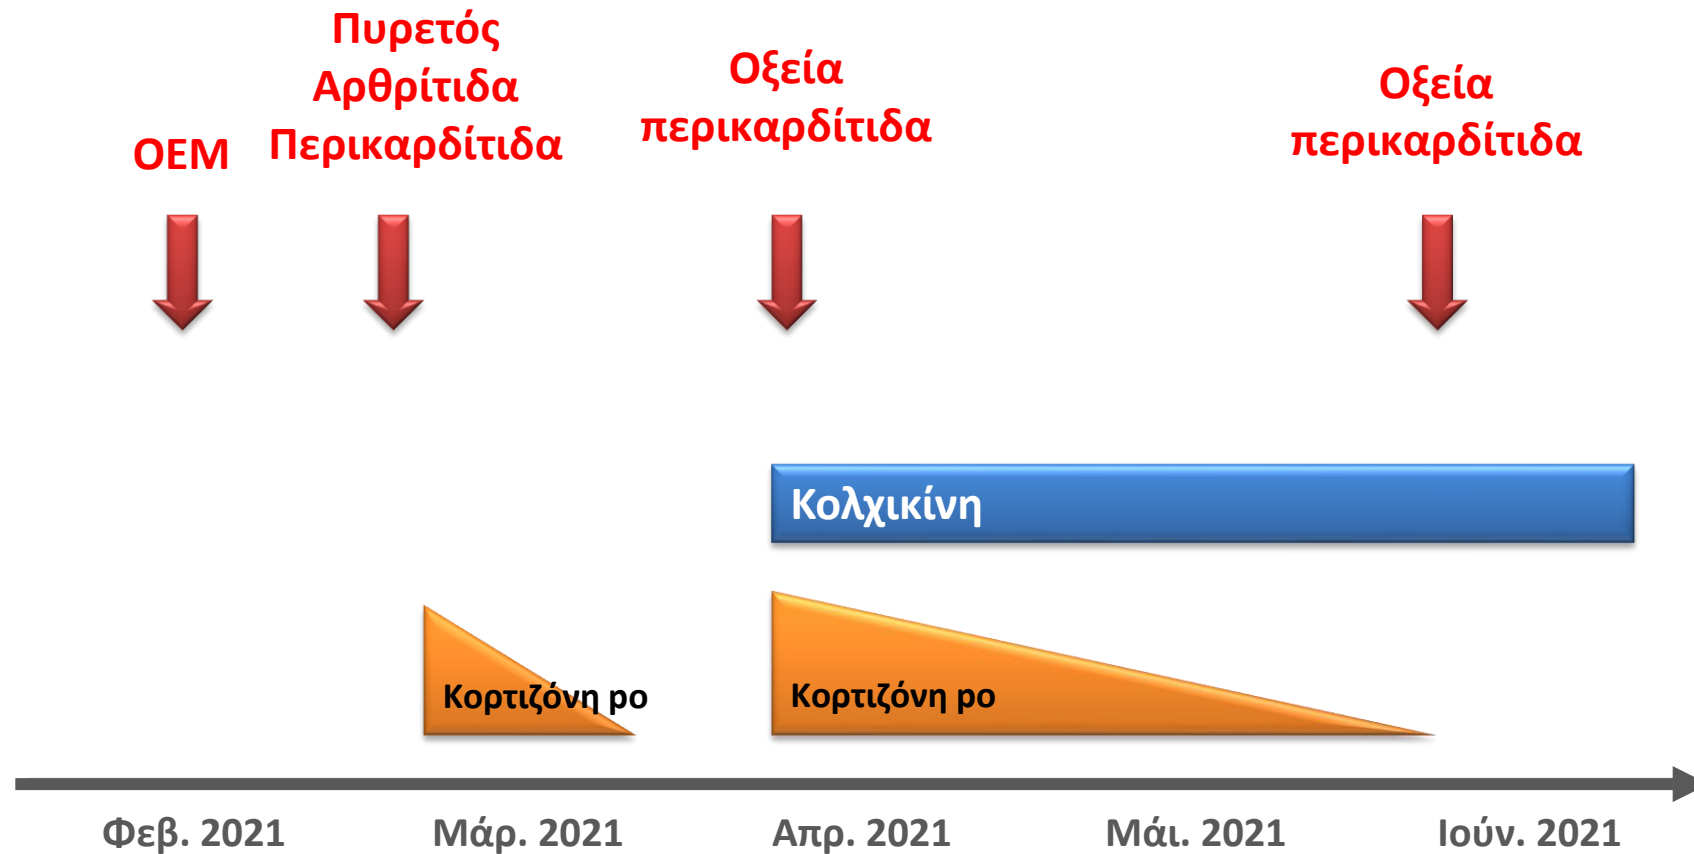 ΟΕΜ
Πυρετός
Αρθρίτιδα
Περικαρδίτιδα
Οξεία
περικαρδίτιδα
Οξεία
περικαρδίτιδα
Κολχικίνη
Κορτιζόνη po
Κορτιζόνη po
Φεβ. 2021
Μάρ. 2021
Απρ. 2021
Μάι. 2021
Ιούν. 2021